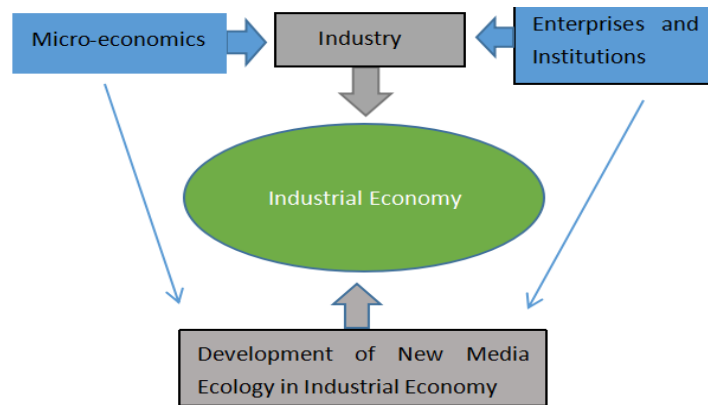 Micro-economics
Industry
Enterprises and
Institutions
Industrial Economy
Development of New Media
Ecology in Industrial Economy